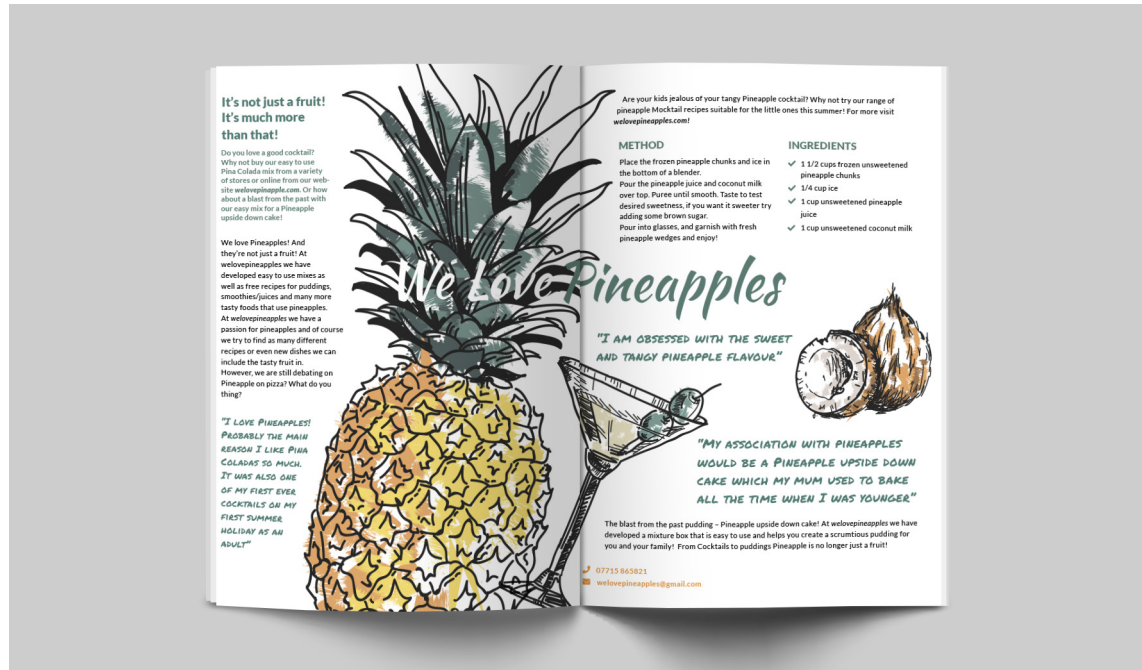 It's not just a fruit!
It's much more
than that!
Do you love a good cocktail?
Why not buy our easy to use
Pina Colada mix from a variety
of stores or online from our web-
site welovepinapple.com. Or how
about a blast from the past with
our easy mix for a Pineapple
upside down cake!
We love Pineapples! And
they're not just a fruit! At
welovepineapples we have
developed easy to use mixes as
well as free recipes for puddings,
smoothies/juices and many more
tasty foods that use pineapples.
At welovepineapples we have a
passion for pineapples and of course
we try to find as many different
recipes or even new dishes we can
include the tasty fruit in.
However, we are still debating on
Pineapple on pizza? What do you
thing?
"I love Pineapples!
Probably the main
reason I like Pina
Coladas so much.
It was also one
of my first ever
cocktails on my
first summer
holiday as an
adult"
We Love Pineapples
Are your kids jealous of your tangy Pineapple cocktail? Why not try our range of
pineapple Mocktail recipes suitable for the little ones this summer! For more visit
welovepineapples.com!
METHOD
Place the frozen pineapple chunks and ice in
the bottom of a blender.
Pour the pineapple juice and coconut milk
over top. Puree until smooth. Taste to test
desired sweetness, if you want it sweeter try
adding some brown sugar.
Pour into glasses, and garnish with fresh
pineapple wedges and enjoy!
INGREDIENTS
1 1/2 cups frozen unsweetened
pineapple chunks
1/4 cup ice
1 cup unsweetened pineapple
juice
1 cup unsweetened coconut milk
"I am obsessed with the sweet
and tangy pineapple flavour"
"My association with pineapples
would be a Pineapple upside down
cake which my mum used to bake
all the time when I was younger"
The blast from the past pudding – Pineapple upside down cake! At welovepineapples we have
developed a mixture box that is easy to use and helps you create a scrumtious pudding for
you and your family! From Cocktails to puddings Pineapple is no longer just a fruit!
07715 865821
welovepineapples@gmail.com